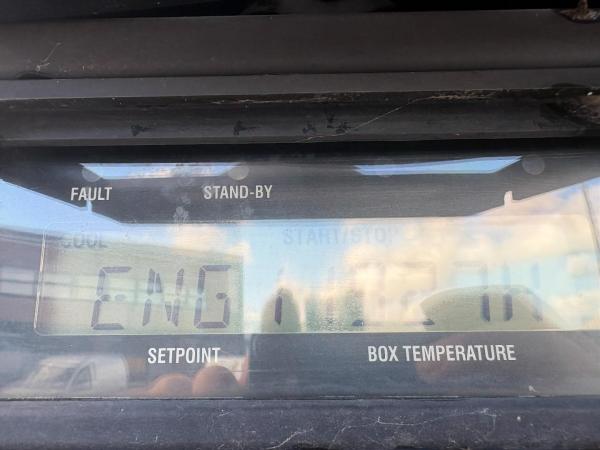 FAULT STAND-BY
COOL START/STOP
ENG
SETPOINT BOX TEMPERATURE